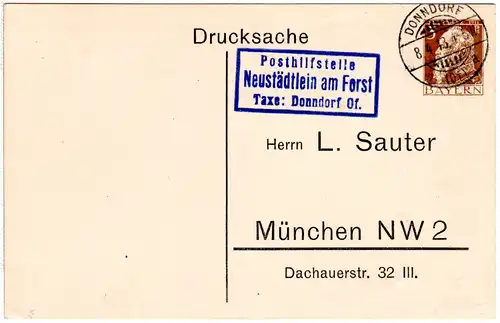 Drucksache
DONNDORF
BAYERN
Posthilfstelle
Neustädtlein am Forst
Taxe: Donndorf Of.
Herrn L. Sauter
München NW 2
Dachauerstr. 32 III.